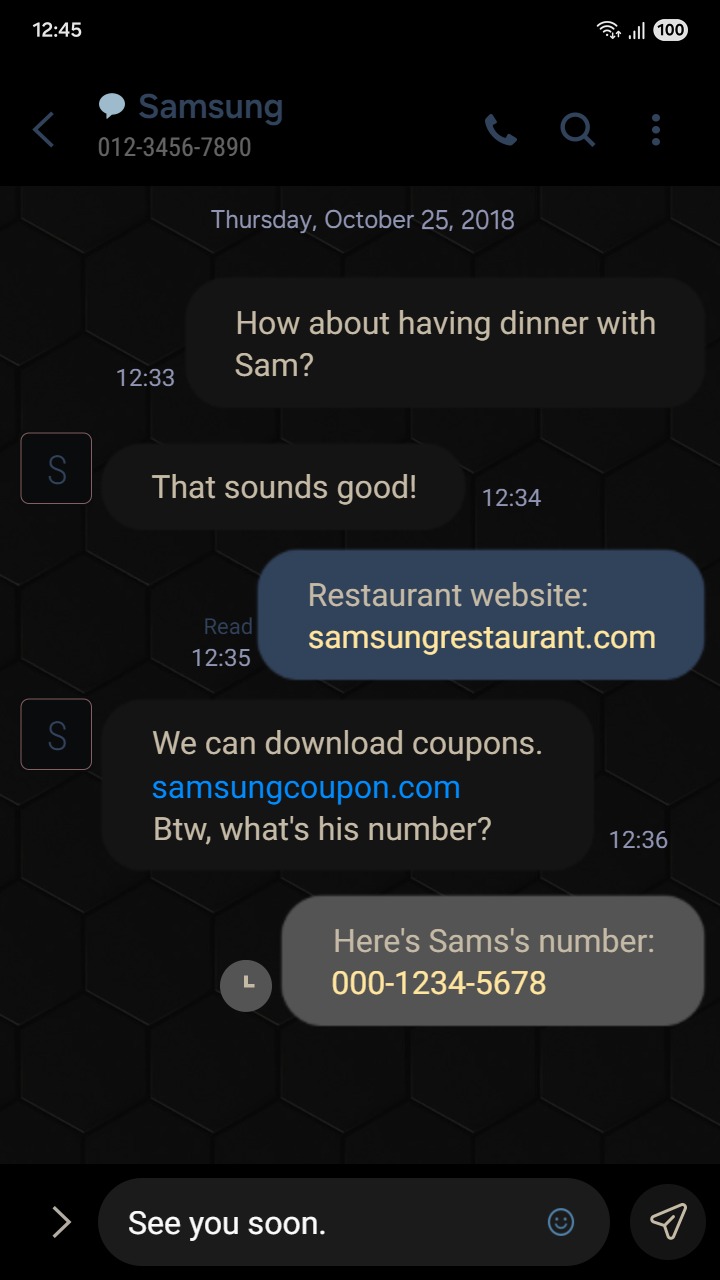 12:45
100
Samsung
012-3456-7890
Thursday, October 25, 2018
How about having dinner with
Sam?
12:33
S
That sounds good!
12:34
Restaurant website:
samsungrestaurant.com
Read
12:35
S
We can download coupons.
samsungcoupon.com
Btw, what's his number?
12:36
Here's Sams's number:
000-1234-5678
See you soon.